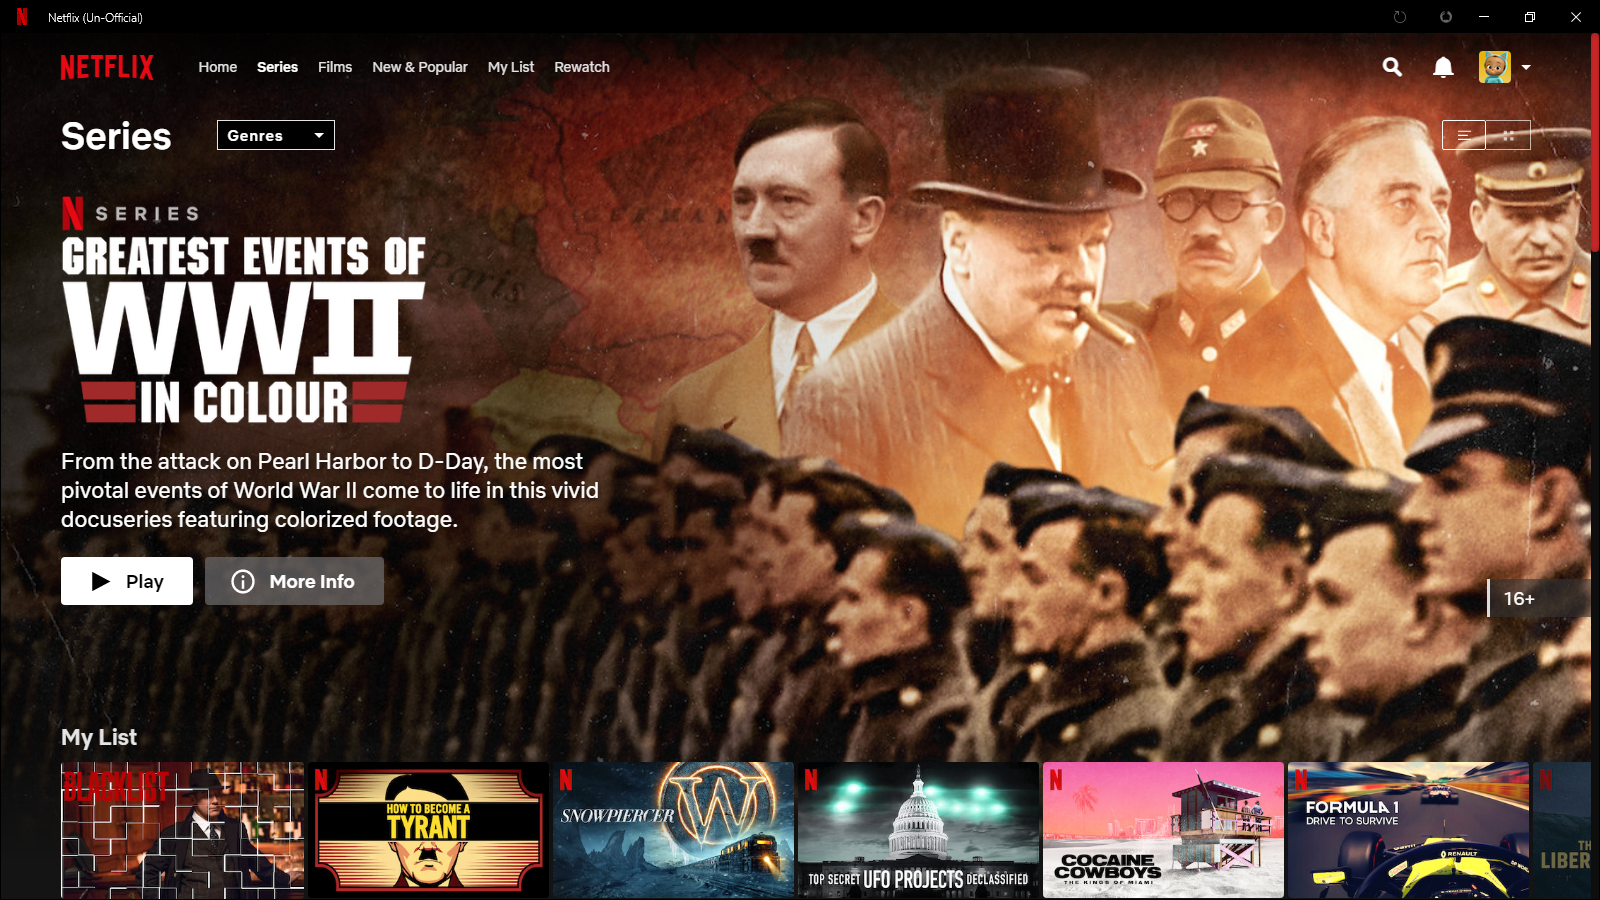 Netflix (Un-Official)
NETFLIX
Home Series Films New & Popular My List Rewatch
Series
Genres
SERIES
GREATEST EVENTS OF
WWII
IN COLOUR
From the attack on Pearl Harbor to D-Day, the most
pivotal events of World War II come to life in this vivid
docuseries featuring colorized footage.
Play
More Info
16+
My List
BLACKLIST
HOW TO BECOME A
TYRANT
SNOWPIERCER
TOP SECRET UFO PROJECTS DECLASSIFIED
COCAINE
COWBOYS
THE KINGS OF MIAMI
FORMULA 1
DRIVE TO SURVIVE
RENAULT
TH
LIBER